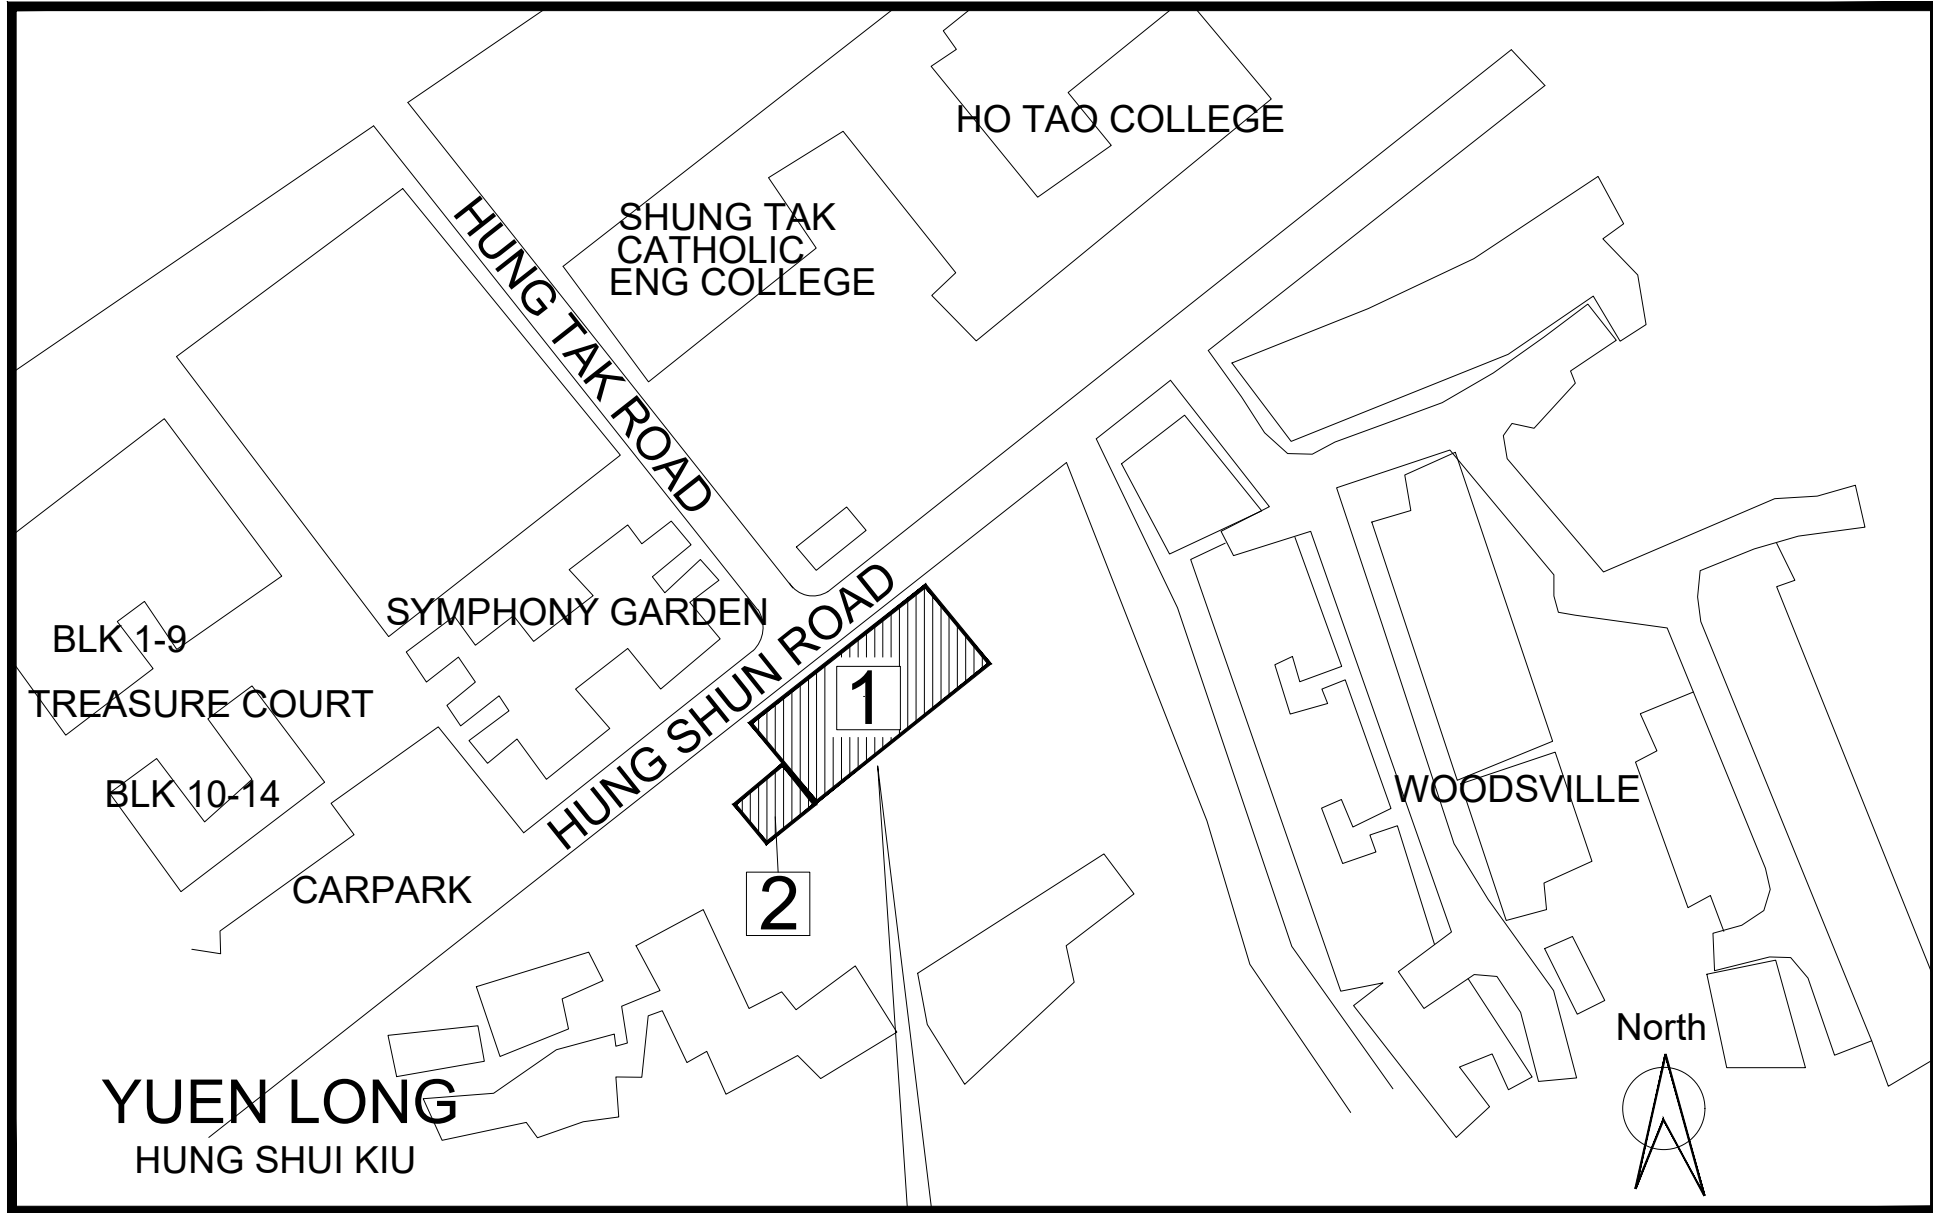 HO TAO COLLEGE
SHUNG TAK
CATHOLIC
ENG COLLEGE
HUNG TAK ROAD
SYMPHONY GARDEN
HUNG SHUN ROAD
BLK 1-9
TREASURE COURT
BLK 10-14
CARPARK
1
2
WOODSVILLE
North
YUEN LONG
HUNG SHUI KIU